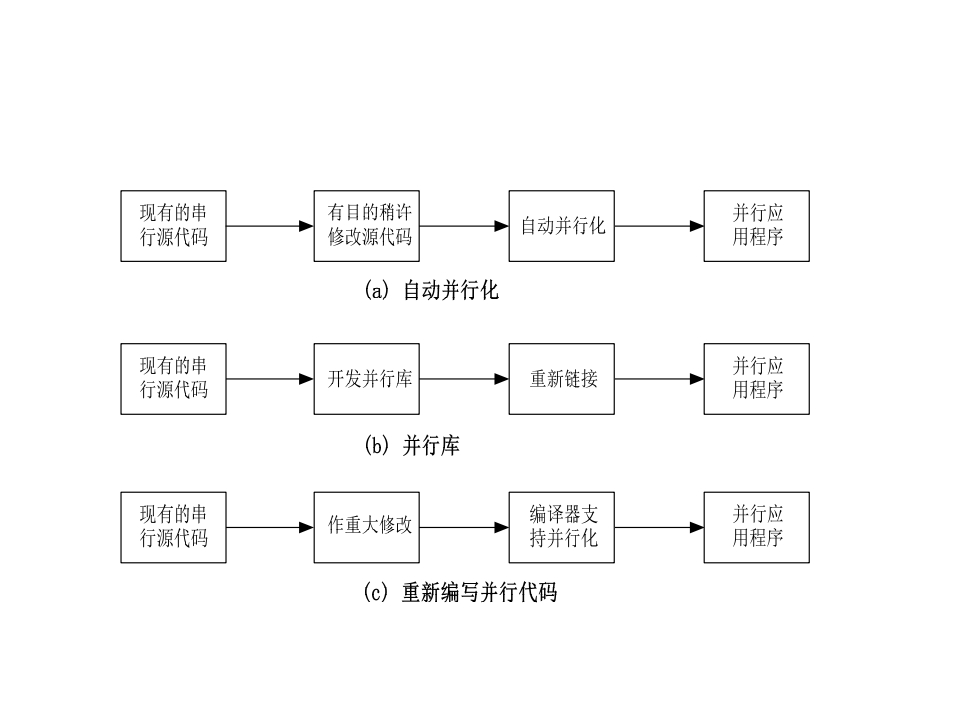 现有的串
行源代码
有目的稍许
修改源代码
自动并行化
并行应
用程序
(a) 自动并行化
现有的串
行源代码
开发并行库
重新链接
并行应
用程序
(b) 并行库
现有的串
行源代码
作重大修改
编译器支
持并行化
并行应
用程序
(c) 重新编写并行代码